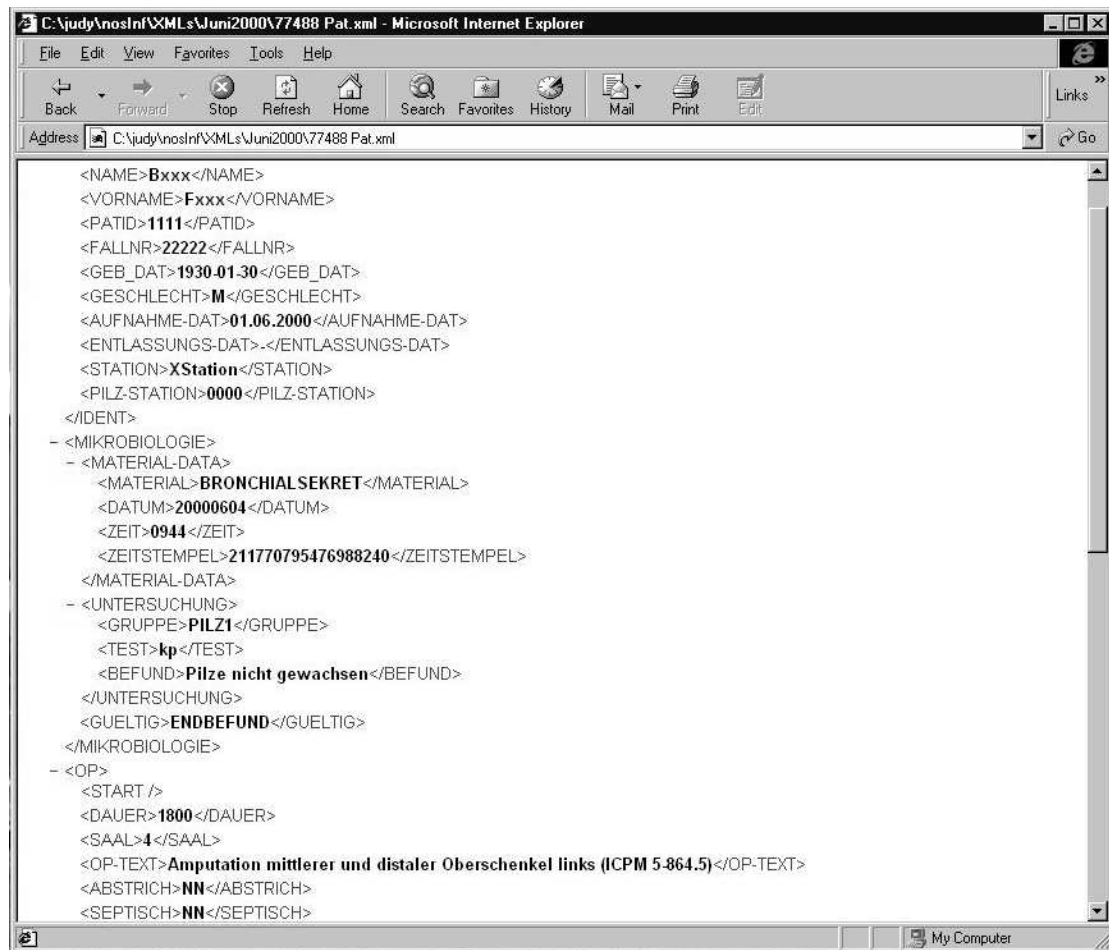 C:\judy\nosInf\XMLs\Juni2000\77488 Pat.xml - Microsoft Internet Explorer
File Edit View Favorites Tools Help
Back Forward Stop Refresh Home Search Favorites History Mail Print Edit Links »
Address C:\judy\nosInf\XMLs\Juni2000\77488 Pat.xml Go
<NAME>Bxxx</NAME>
<VORNAME>Fxxx</VORNAME>
<PATID>1111</PATID>
<FALLNR>22222</FALLNR>
<GEB_DAT>1930-01-30</GEB_DAT>
<GESCHLECHT>M</GESCHLECHT>
<AUFNAHME-DAT>01.06.2000</AUFNAHME-DAT>
<ENTLASSUNGS-DAT>-</ENTLASSUNGS-DAT>
<STATION>XStation</STATION>
<PILZ-STATION>0000</PILZ-STATION>
</IDENT>
- <MIKROBIOLOGIE>
- <MATERIAL-DATA>
<MATERIAL>BRONCHIALSEKRET</MATERIAL>
<DATUM>20000604</DATUM>
<ZEIT>0944</ZEIT>
<ZEITSTEMPEL>211770795476988240</ZEITSTEMPEL>
</MATERIAL-DATA>
- <UNTERSUCHUNG>
<GRUPPE>PILZ1</GRUPPE>
<TEST>kp</TEST>
<BEFUND>Pilze nicht gewachsen</BEFUND>
</UNTERSUCHUNG>
<GUELTIG>ENDBEFUND</GUELTIG>
</MIKROBIOLOGIE>
- <OP>
<START />
<DAUER>1800</DAUER>
<SAAL>4</SAAL>
<OP-TEXT>Amputation mittlerer und distaler Oberschenkel links (ICPM 5-864.5)</OP-TEXT>
<ABSTRICH>NN</ABSTRICH>
<SEPTISCH>NN</SEPTISCH>
My Computer